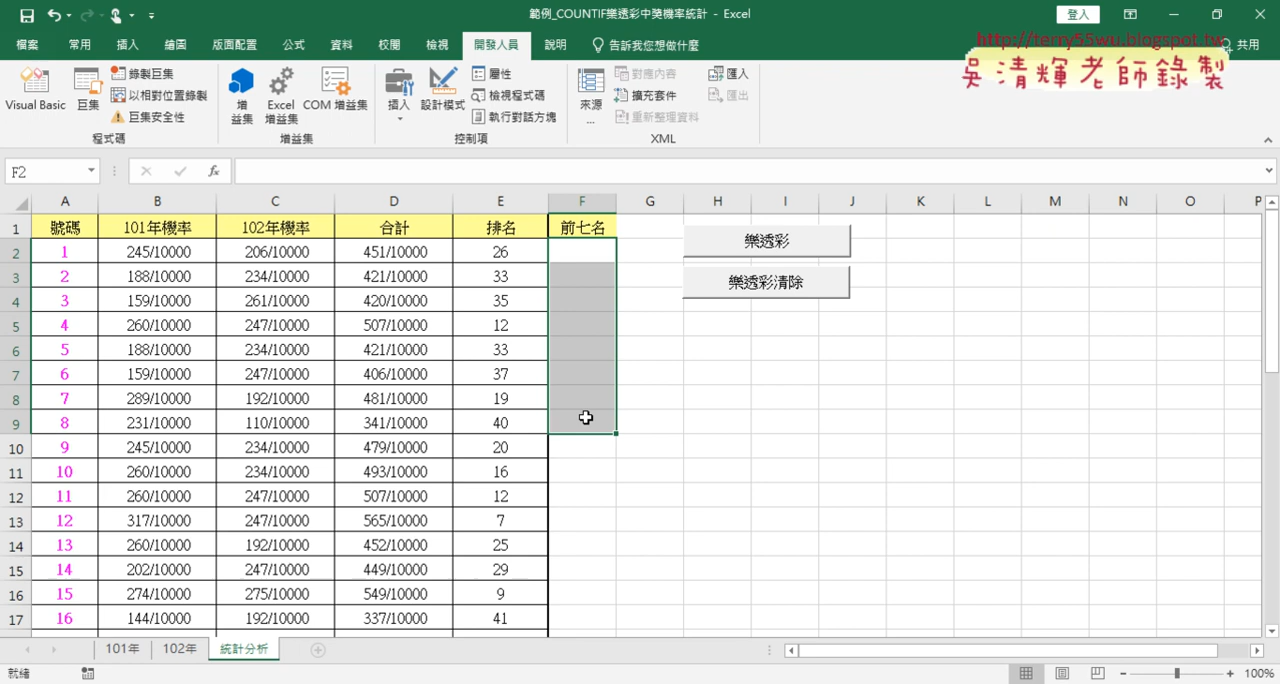 範例_COUNTIF樂透彩中獎機率統計 - Excel
登入
http://terry55wu.blogspot.tw
吳清輝老師錄製
檔案 常用 插入 繪圖 版面配置 公式 資料 校閱 檢視 開發人員 說明 告訴我您想做什麼 共用
Visual Basic 巨集 錄製巨集 以相對位置錄製 巨集安全性
增益集 Excel 增益集 COM 增益集
插入 設計模式 屬性 檢視程式碼 執行對話方塊
來源... 對應內容 擴充套件 重新整理資料 匯入 匯出
程式碼 增益集 控制項 XML
F2 fx
A B C D E F G H I J K L M N O P
1 號碼 101年機率 102年機率 合計 排名 前七名
樂透彩
樂透彩清除
2 1 245/10000 206/10000 451/10000 26
3 2 188/10000 234/10000 421/10000 33
4 3 159/10000 261/10000 420/10000 35
5 4 260/10000 247/10000 507/10000 12
6 5 188/10000 234/10000 421/10000 33
7 6 159/10000 247/10000 406/10000 37
8 7 289/10000 192/10000 481/10000 19
9 8 231/10000 110/10000 341/10000 40
10 9 245/10000 234/10000 479/10000 20
11 10 260/10000 234/10000 493/10000 16
12 11 260/10000 247/10000 507/10000 12
13 12 317/10000 247/10000 565/10000 7
14 13 260/10000 192/10000 452/10000 25
15 14 202/10000 247/10000 449/10000 29
16 15 274/10000 275/10000 549/10000 9
17 16 144/10000 192/10000 337/10000 41
101年 102年 統計分析
就緒
100%